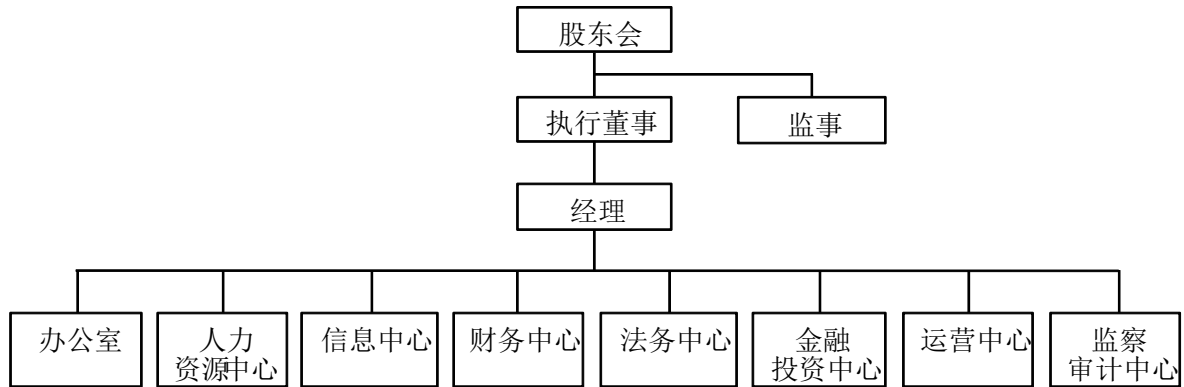 股东会
执行董事
监事
经理
办公室
人力
资源中心
信息中心
财务中心
法务中心
金融
投资中心
运营中心
监察
审计中心